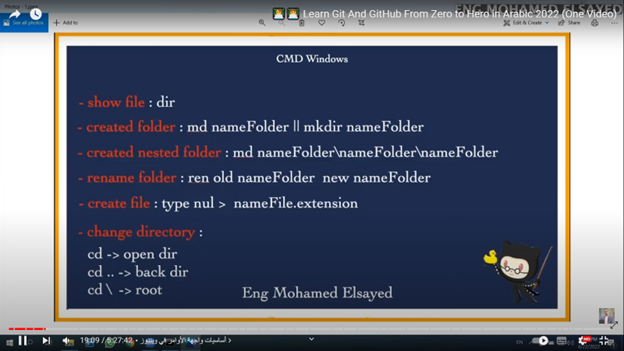 Photos - Learn
ENG MOHAMED ELSAYED
Learn Git And GitHub From Zero to Hero in Arabic 2022 (One Video)
See all photos
+ Add to
Edit & Create
Share
CMD Windows
- show file : dir
- created folder : md nameFolder || mkdir nameFolder
- created nested folder : md nameFolder\nameFolder\nameFolder
- rename folder : ren old nameFolder new nameFolder
- create file : type nul > nameFile.extension
- change directory :
cd -> open dir
cd .. -> back dir
cd \ -> root
Eng Mohamed Elsayed
19:09 / 5:27:42 • أساسيات واجهة الأوامر في ويندوز
EN